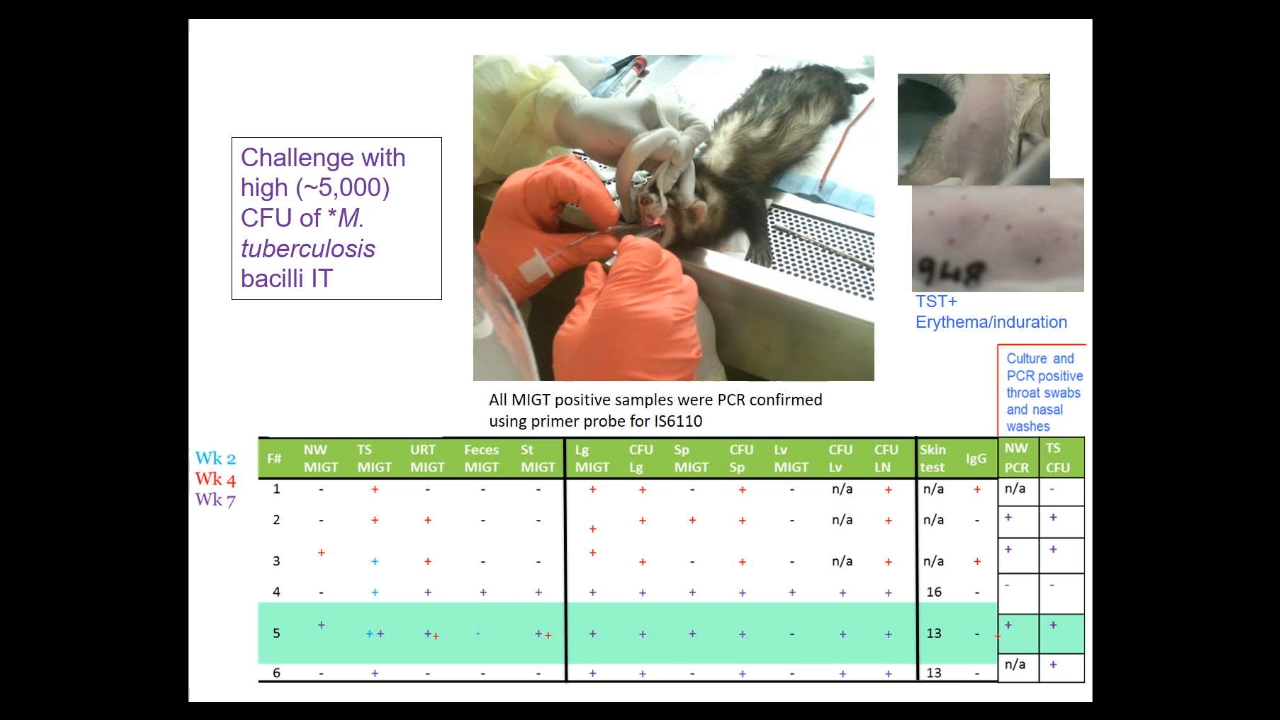 Challenge with
high (~5,000)
CFU of *M.
tuberculosis
bacilli IT
948
TST+
Erythema/induration
Culture and
PCR positive
throat swabs
and nasal
washes
All MIGT positive samples were PCR confirmed
using primer probe for IS6110
Wk 2
Wk 4
Wk 7
F# NW MIGT TS MIGT URT MIGT Feces MIGT St MIGT Lg MIGT CFU Lg Sp MIGT CFU Sp Lv MIGT CFU Lv CFU LN Skin test IgG NW PCR TS CFU
1 - + - - - + + - + - n/a + n/a + n/a -
2 - + + - - + + + + - n/a + n/a - + +
3 + + + - - + + - + - n/a + n/a + + +
4 - + + + + + + + + + + + 16 - - -
5 + ++ ++ - ++ + + + + - + + 13 - + + +
6 - + - - - + + - + - + + 13 - n/a +